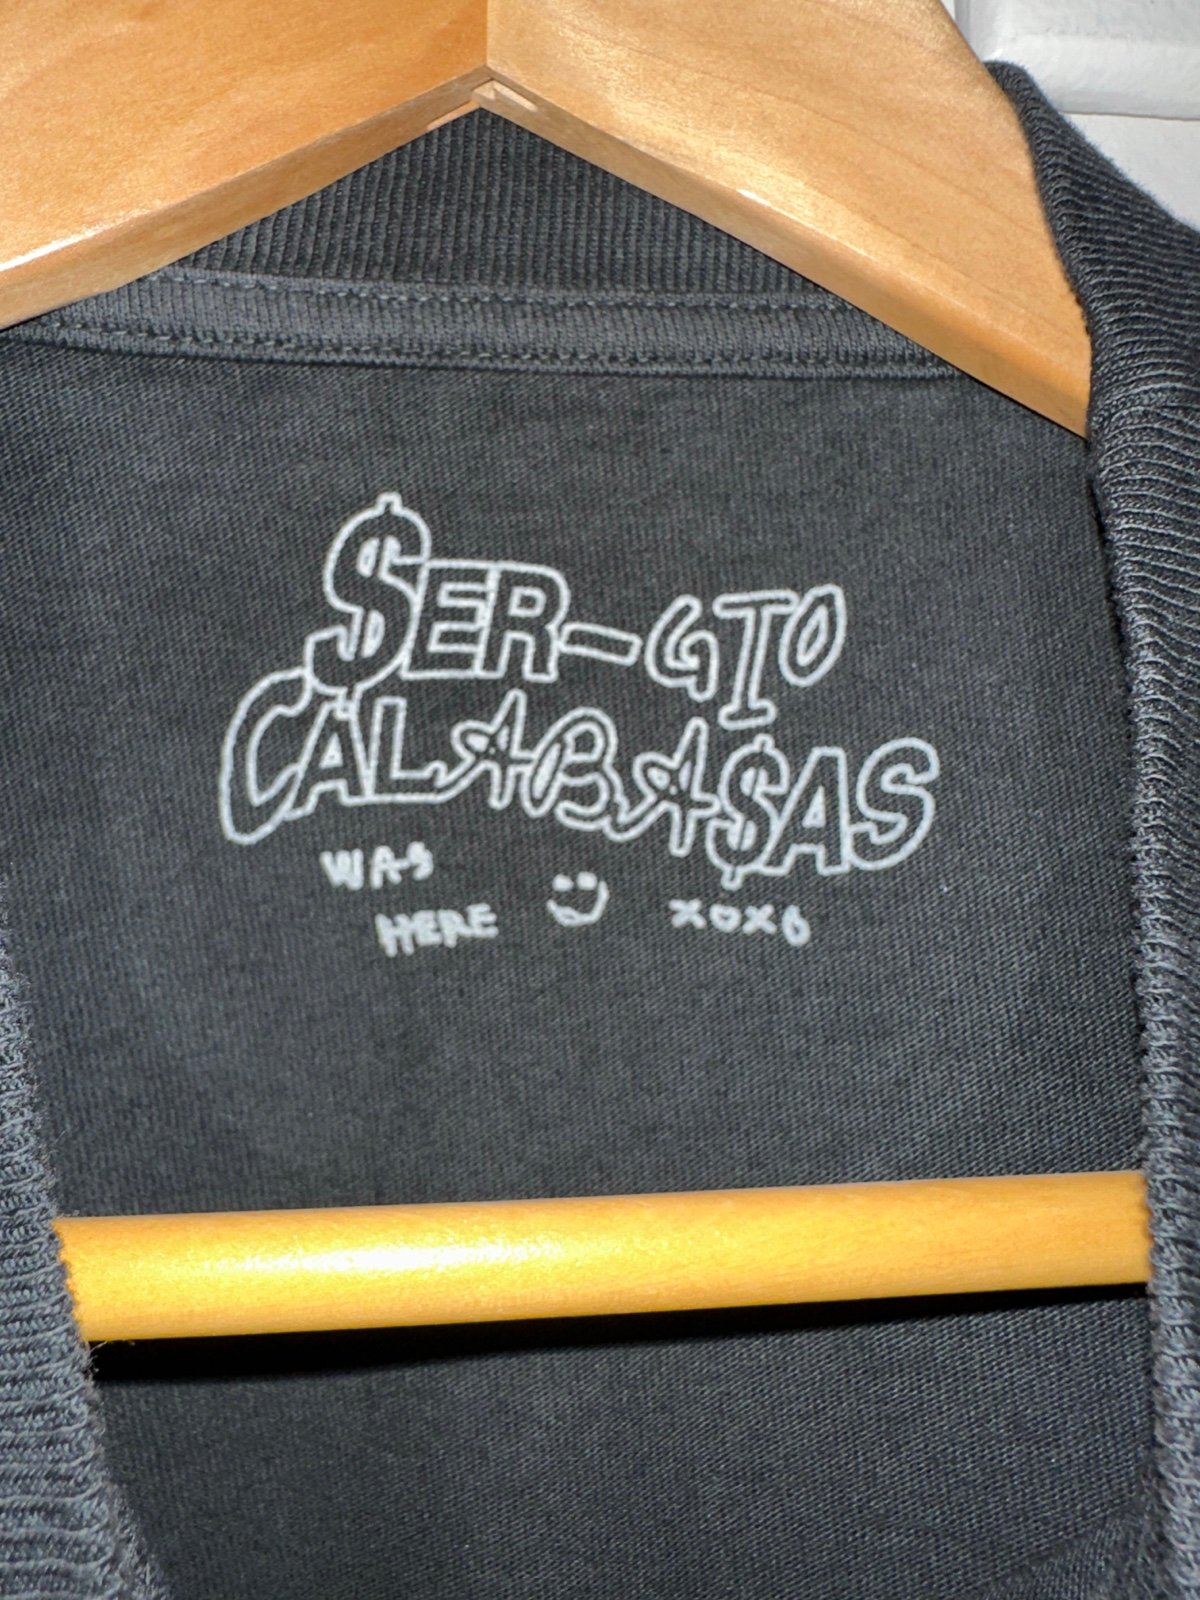 $ER-GIO
CALABA$AS
WAS
HERE XOXO